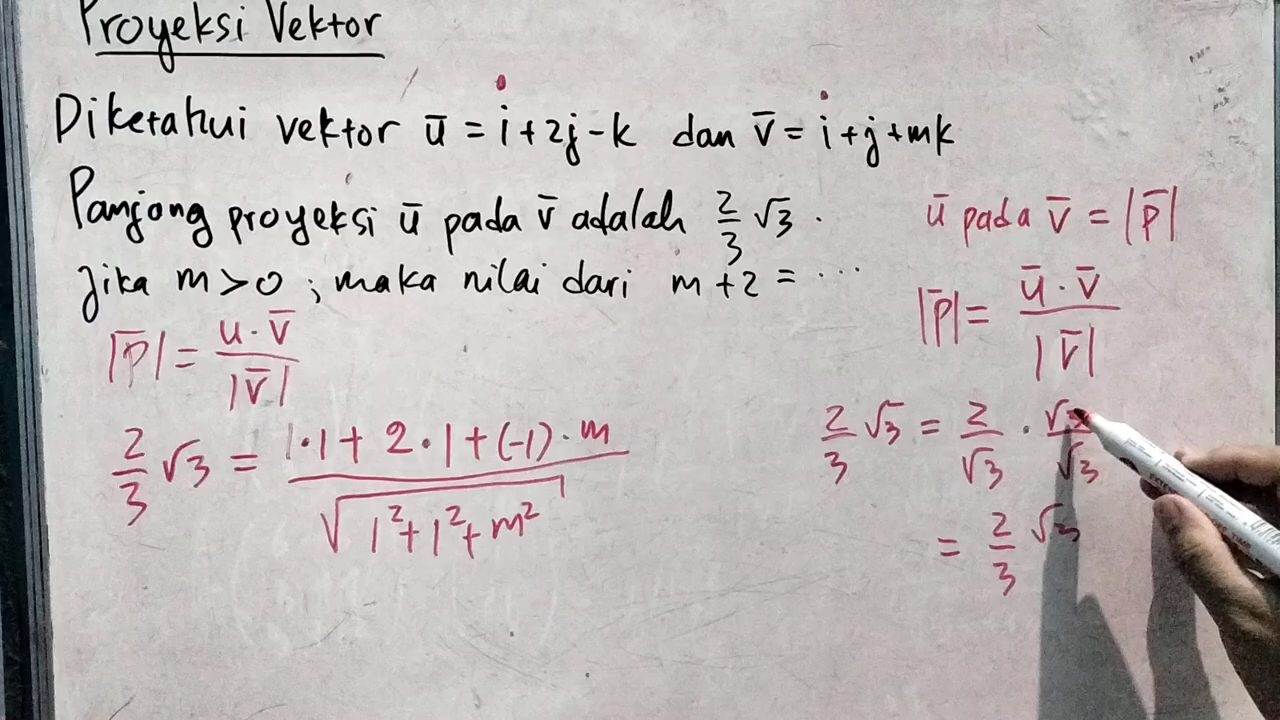 Proyeksi Vektor
Diketahui vektor u̅ = i + 2j - k dan v̅ = i + j + mk
Panjang proyeksi u̅ pada v̅ adalah 2/3 √3 .
Jika m > 0 ; maka nilai dari m + 2 = ...
|p̅| = u · v̅ / |v̅|
2/3 √3 = 1·1 + 2·1 + (-1)·m / √(1² + 1² + m²)
u̅ pada v̅ = |p̅|
|p̅| = u̅ · v̅ / |v̅|
2/3 √3 = 2/√3 · √3/√3
= 2/3 √3